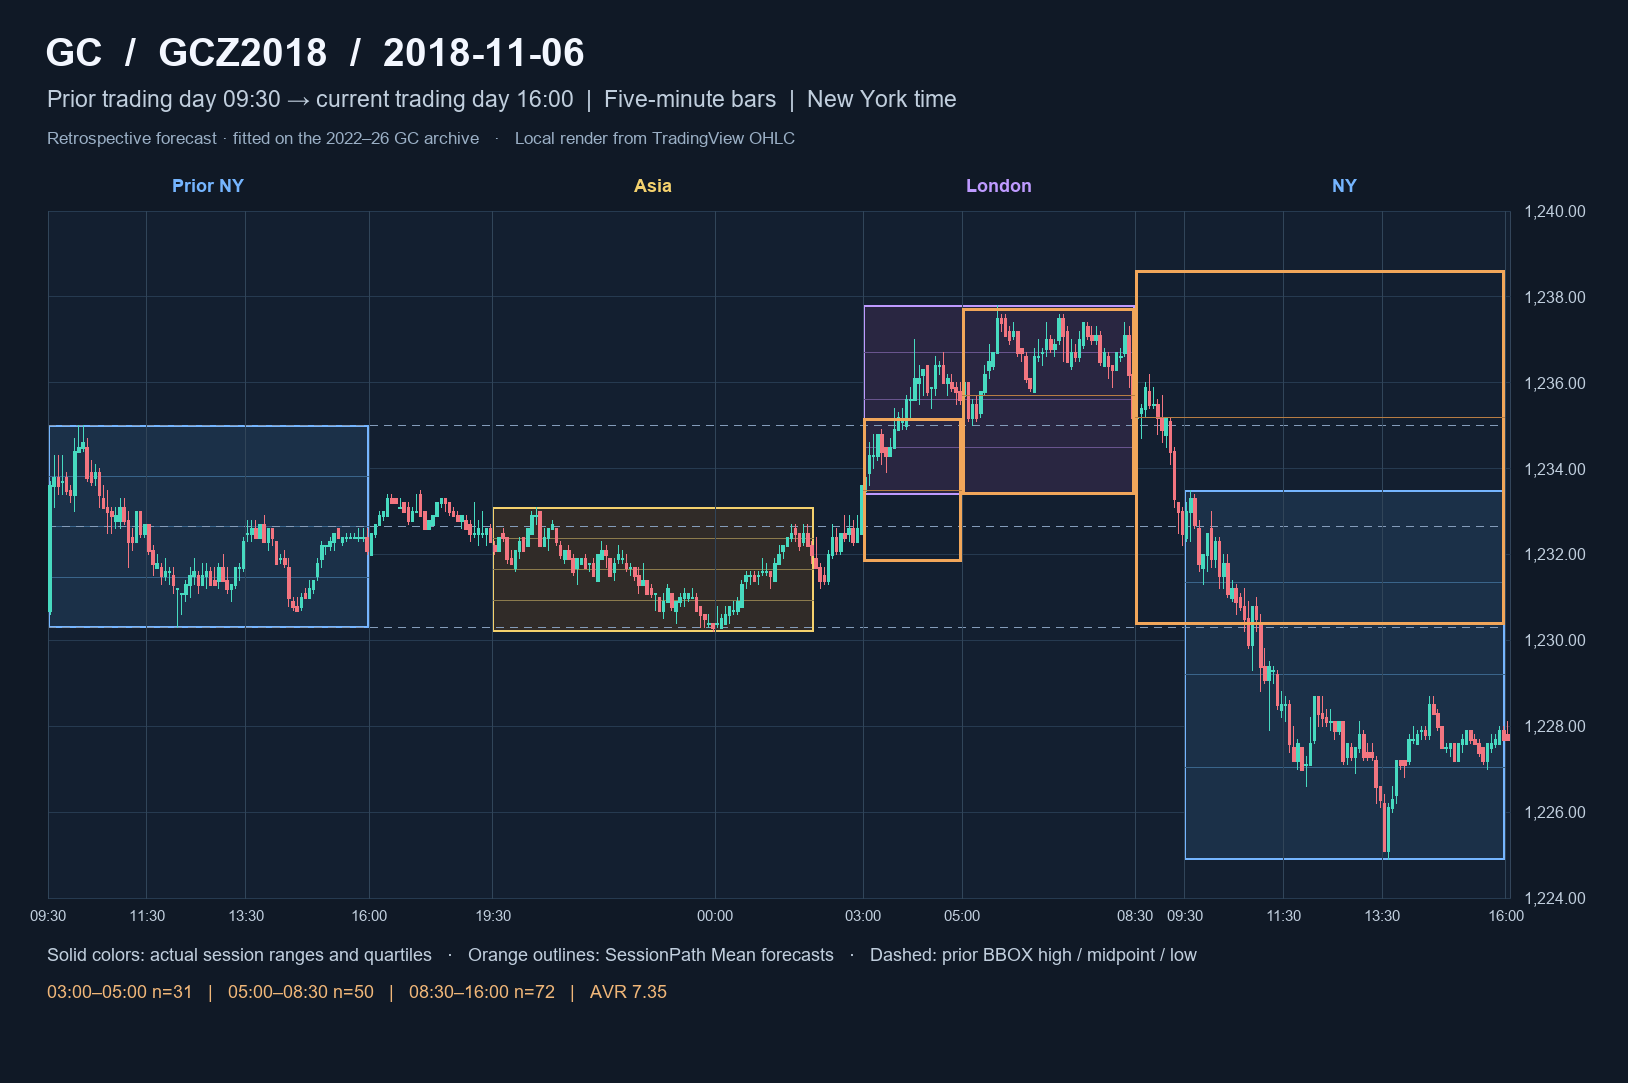 GC / GCZ2018 / 2018-11-06
Prior trading day 09:30 → current trading day 16:00 | Five-minute bars | New York time
Retrospective forecast · fitted on the 2022–26 GC archive · Local render from TradingView OHLC
Prior NY Asia London NY
1,240.00
1,238.00
1,236.00
1,234.00
1,232.00
1,230.00
1,228.00
1,226.00
1,224.00
09:30 11:30 13:30 16:00 19:30 00:00 03:00 05:00 08:30 09:30 11:30 13:30 16:00
Solid colors: actual session ranges and quartiles · Orange outlines: SessionPath Mean forecasts · Dashed: prior BBOX high / midpoint / low
03:00–05:00 n=31 | 05:00–08:30 n=50 | 08:30–16:00 n=72 | AVR 7.35